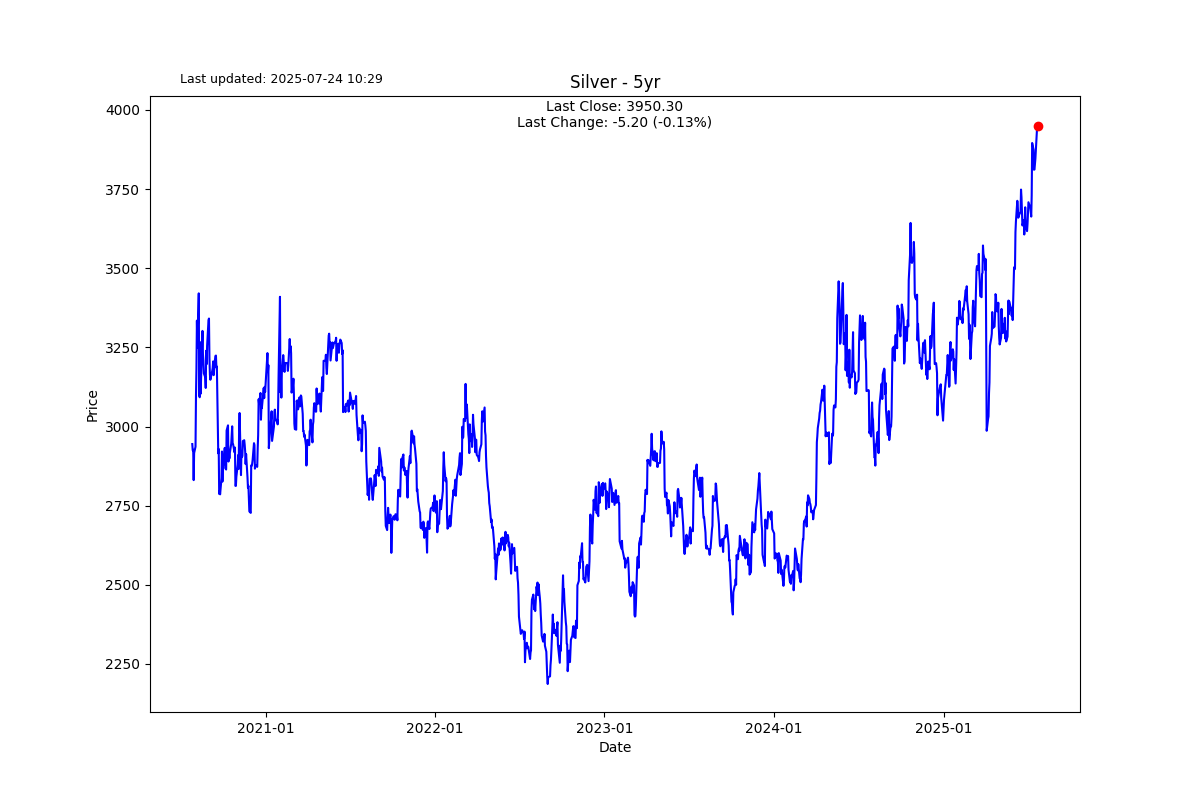 Last updated: 2025-07-24 10:29
Silver - 5yr
Last Close: 3950.30
Last Change: -5.20 (-0.13%)
Price
4000
3750
3500
3250
3000
2750
2500
2250
2021-01
2022-01
2023-01
2024-01
2025-01
Date